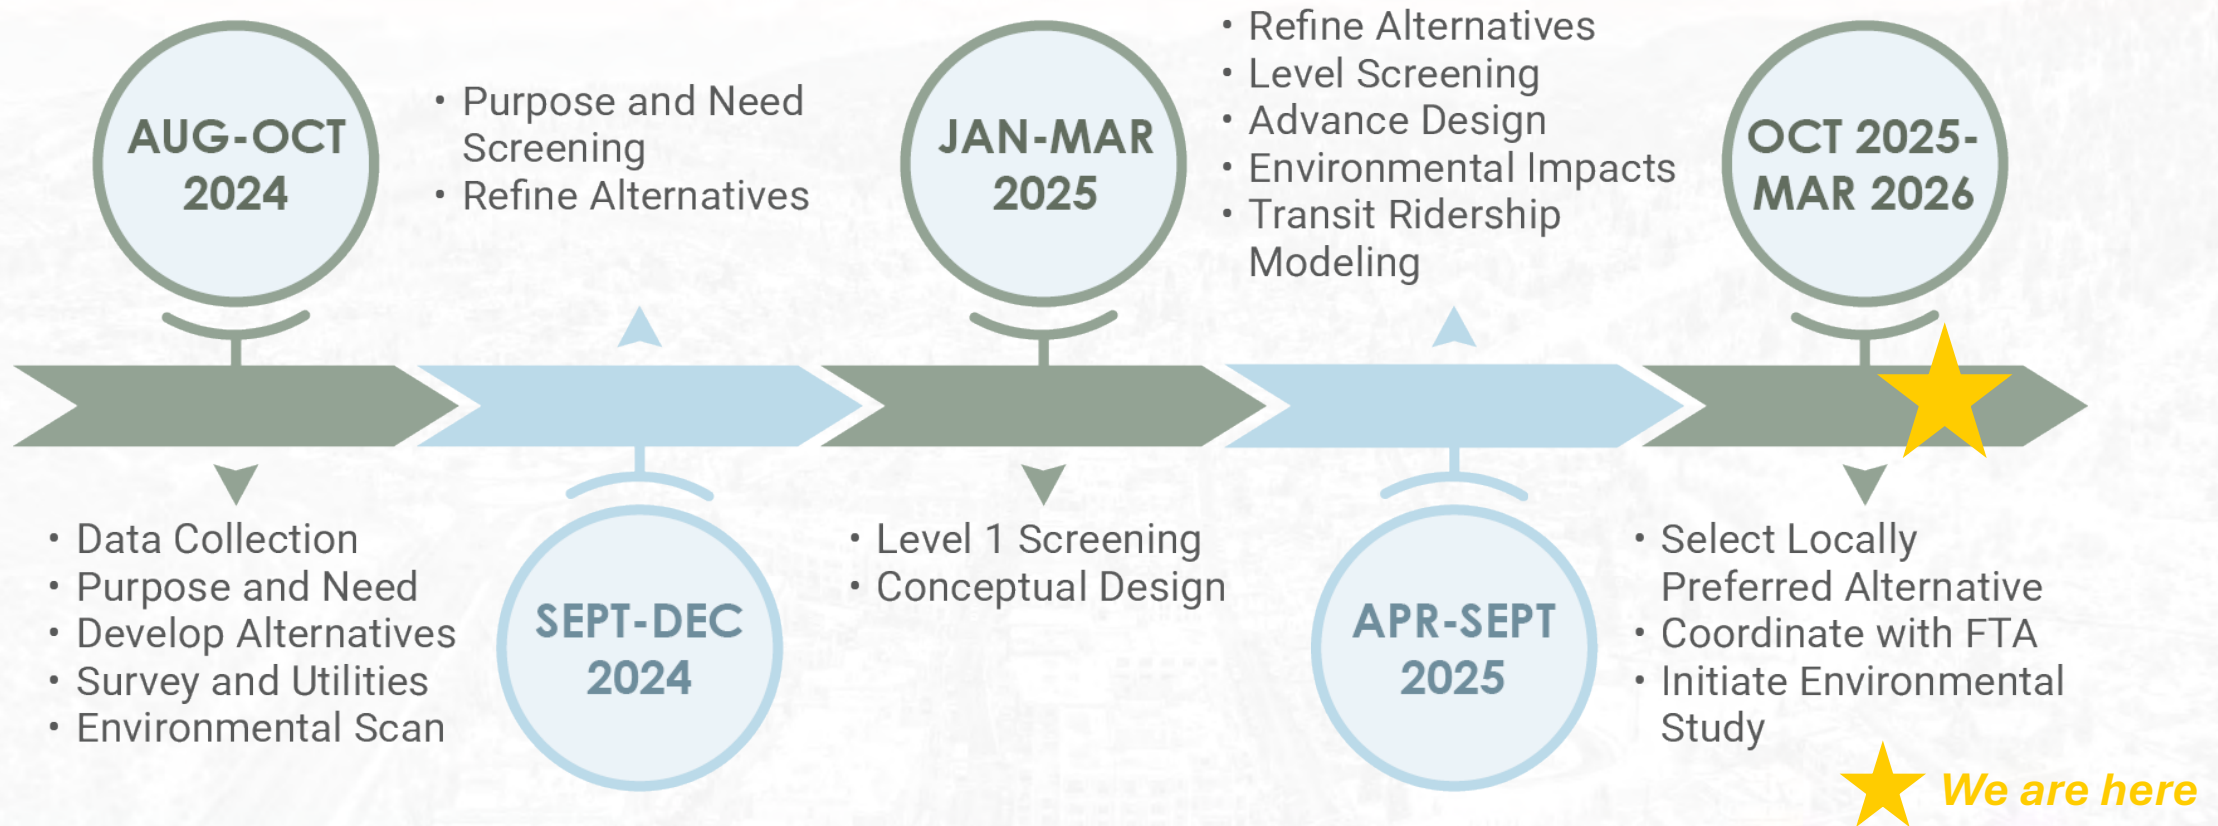 AUG-OCT
2024
• Data Collection
• Purpose and Need
• Develop Alternatives
• Survey and Utilities
• Environmental Scan
• Purpose and Need
Screening
• Refine Alternatives
SEPT-DEC
2024
JAN-MAR
2025
• Level 1 Screening
• Conceptual Design
• Refine Alternatives
• Level Screening
• Advance Design
• Environmental Impacts
• Transit Ridership
Modeling
APR-SEPT
2025
OCT 2025-
MAR 2026
• Select Locally
Preferred Alternative
• Coordinate with FTA
• Initiate Environmental
Study
We are here